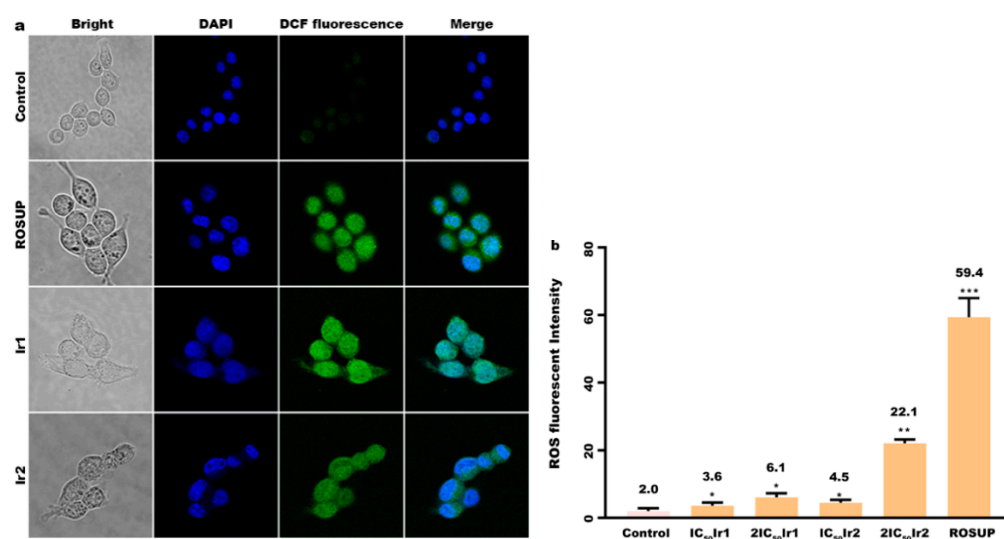 a
Bright DAPI DCF fluorescence Merge
Control
ROSUP
Ir1
Ir2
b
ROS fluorescent Intensity
80
60
40
20
0
2.0
3.6
*
6.1
*
4.5
*
22.1
**
59.4
***
Control IC₅₀Ir1 2IC₅₀Ir1 IC₅₀Ir2 2IC₅₀Ir2 ROSUP